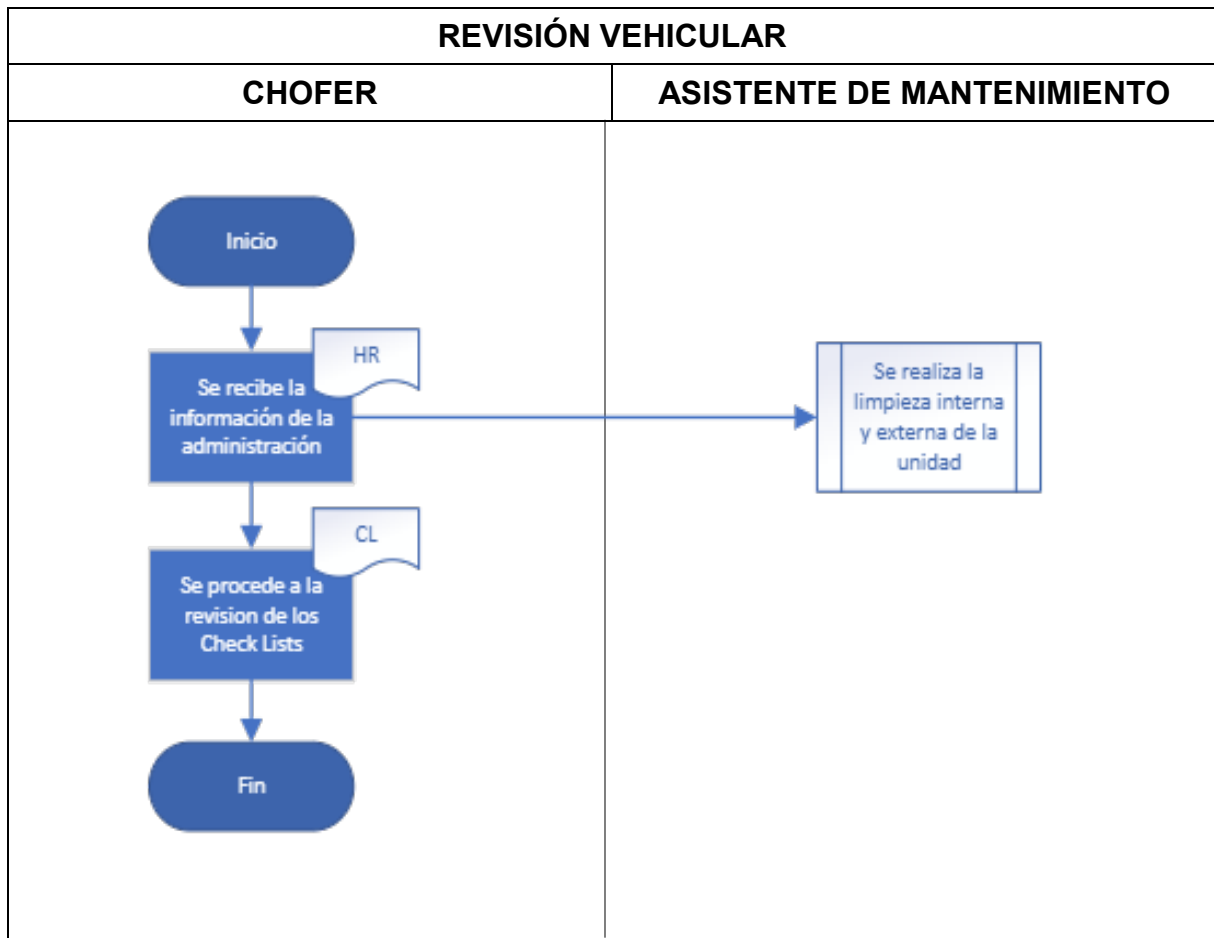 REVISIÓN VEHICULAR
CHOFER
ASISTENTE DE MANTENIMIENTO
Inicio
HR
Se recibe la
información de la
administración
Se realiza la
limpieza interna
y externa de la
unidad
CL
Se procede a la
revision de los
Check Lists
Fin